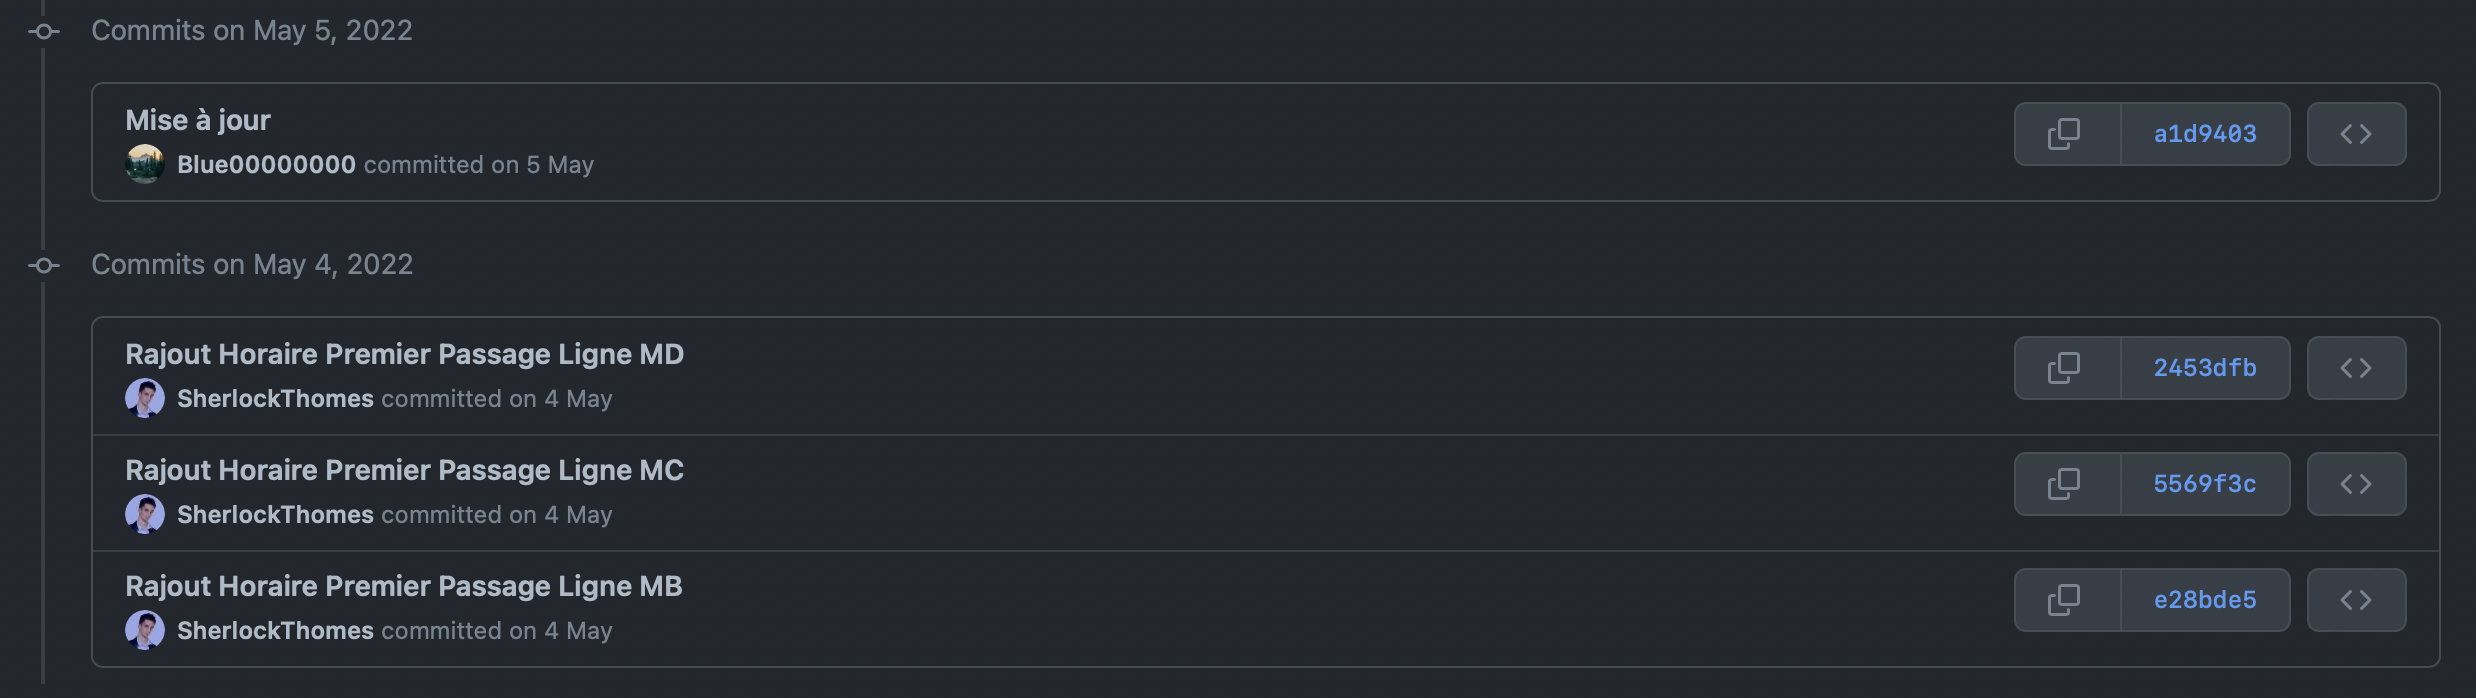 Commits on May 5, 2022
Mise à jour
a1d9403
Blue00000000 committed on 5 May
Commits on May 4, 2022
Rajout Horaire Premier Passage Ligne MD
2453dfb
SherlockThomes committed on 4 May
Rajout Horaire Premier Passage Ligne MC
5569f3c
SherlockThomes committed on 4 May
Rajout Horaire Premier Passage Ligne MB
e28bde5
SherlockThomes committed on 4 May